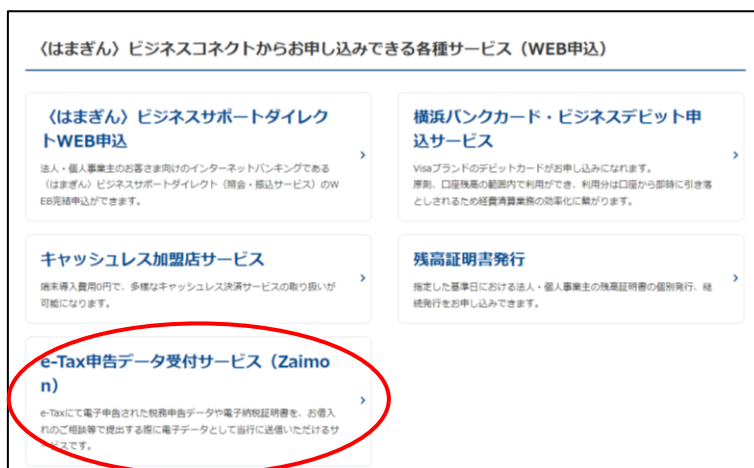 〈はまぎん〉ビジネスコネクトからお申し込みできる各種サービス（WEB申込）
〈はまぎん〉ビジネスサポートダイレク
トWEB申込
法人・個人事業主のお客さま向けのインターネットバンキングである
〈はまぎん〉ビジネスサポートダイレクト（照会・振込サービス）のW
EB完結申込ができます。
横浜バンクカード・ビジネスデビット申
込サービス
Visaブランドのデビットカードがお申し込みになれます。
原則、口座残高の範囲内で利用ができ、利用分は口座から即時に引き落
としされるため経費清算業務の効率化に繋がります。
キャッシュレス加盟店サービス
端末導入費用0円で、多様なキャッシュレス決済サービスの取り扱いが
可能になります。
残高証明書発行
指定した基準日における法人・個人事業主の残高証明書の個別発行、継
続発行をお申し込みできます。
e-Tax申告データ受付サービス（Zaimo
n）
e-Taxにて電子申告された税務申告データや電子納税証明書を、お借入
れのご相談等で提出する際に電子データとして当行に送信いただけるサ
ービスです。